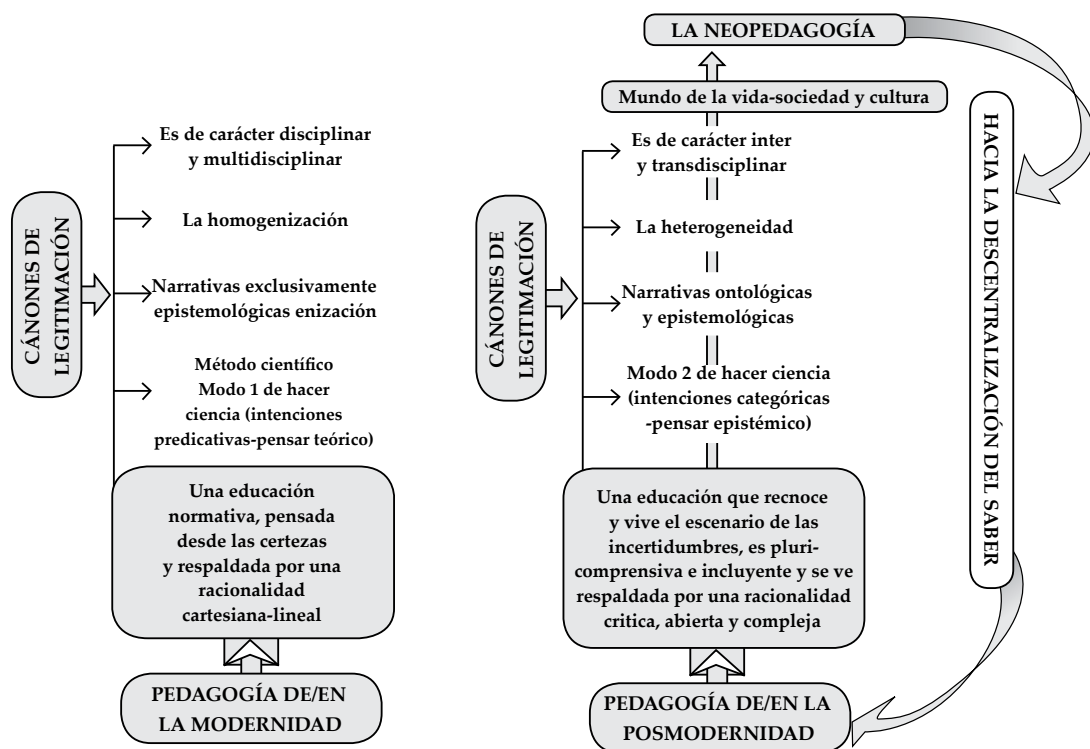 LA NEOPEDAGOGÍA
Mundo de la vida-sociedad y cultura
CÁNONES DE
LEGITIMACIÓN
Es de carácter disciplinar
y multidisciplinar
La homogenización
Narrativas exclusivamente
epistemológicas enización
Método científico
Modo 1 de hacer
ciencia (intenciones
predicativas-pensar teórico)
Una educación
normativa, pensada
desde las certezas
y respaldada por una
racionalidad
cartesiana-lineal
PEDAGOGÍA DE/EN
LA MODERNIDAD
CÁNONES DE
LEGITIMACIÓN
Es de carácter inter
y transdisciplinar
La heterogeneidad
Narrativas ontológicas
y epistemológicas
Modo 2 de hacer ciencia
(intenciones categóricas
-pensar epistémico)
Una educación que recnoce
y vive el escenario de las
incertidumbres, es pluri-
comprensiva e incluyente y se ve
respaldada por una racionalidad
critica, abierta y compleja
PEDAGOGÍA DE/EN LA
POSMODERNIDAD
HACIA LA DESCENTRALIZACIÓN DEL SABER